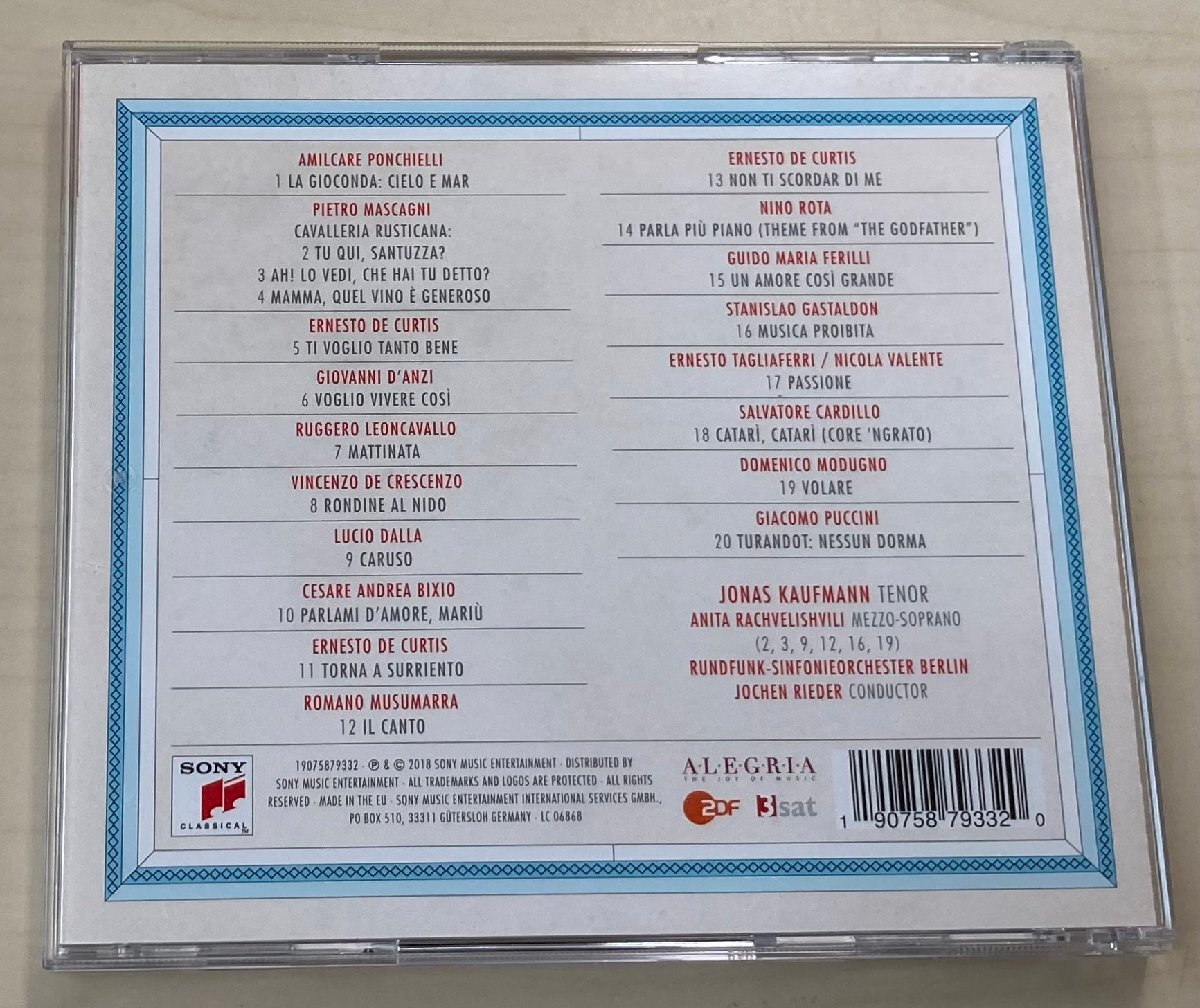 AMILCARE PONCHIELLI
1 LA GIOCONDA: CIELO E MAR
PIETRO MASCAGNI
CAVALLERIA RUSTICANA:
2 TU QUI, SANTUZZA?
3 AH! LO VEDI, CHE HAI TU DETTO?
4 MAMMA, QUEL VINO È GENEROSO
ERNESTO DE CURTIS
5 TI VOGLIO TANTO BENE
GIOVANNI D'ANZI
6 VOGLIO VIVERE COSÌ
RUGGERO LEONCAVALLO
7 MATTINATA
VINCENZO DE CRESCENZO
8 RONDINE AL NIDO
LUCIO DALLA
9 CARUSO
CESARE ANDREA BIXIO
10 PARLAMI D'AMORE, MARIÙ
ERNESTO DE CURTIS
11 TORNA A SURRIENTO
ROMANO MUSUMARRA
12 IL CANTO
ERNESTO DE CURTIS
13 NON TI SCORDAR DI ME
NINO ROTA
14 PARLA PIÙ PIANO (THEME FROM "THE GODFATHER")
GUIDO MARIA FERILLI
15 UN AMORE COSÌ GRANDE
STANISLAO GASTALDON
16 MUSICA PROIBITA
ERNESTO TAGLIAFERRI / NICOLA VALENTE
17 PASSIONE
SALVATORE CARDILLO
18 CATARÌ, CATARÌ (CORE 'NGRATO)
DOMENICO MODUGNO
19 VOLARE
GIACOMO PUCCINI
20 TURANDOT: NESSUN DORMA
JONAS KAUFMANN TENOR
ANITA RACHVELISHVILI MEZZO-SOPRANO
(2, 3, 9, 12, 16, 19)
RUNDFUNK-SINFONIEORCHESTER BERLIN
JOCHEN RIEDER CONDUCTOR
SONY
CLASSICAL
19075879332 · ℗ & © 2018 SONY MUSIC ENTERTAINMENT · DISTRIBUTED BY
SONY MUSIC ENTERTAINMENT · ALL TRADEMARKS AND LOGOS ARE PROTECTED · ALL RIGHTS
RESERVED · MADE IN THE EU · SONY MUSIC ENTERTAINMENT INTERNATIONAL SERVICES GMBH.,
PO BOX 510, 33311 GÜTERSLOH GERMANY · LC 06868
A·L·E·G·R·I·A
THE JOY OF MUSIC
ZDF 3sat
1 90758 79332 0